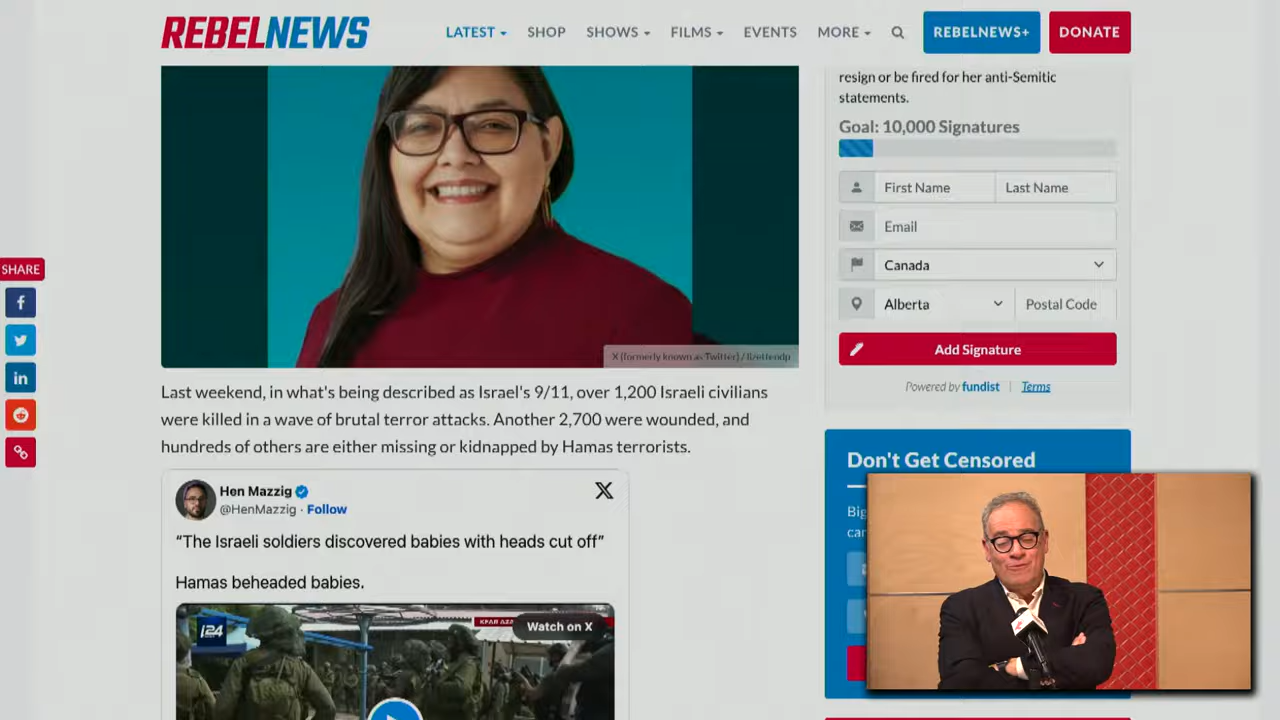 REBELNEWS
LATEST
SHOP
SHOWS
FILMS
EVENTS
MORE
REBELNEWS+
DONATE
resign or be fired for her anti-Semitic
statements.
Goal: 10,000 Signatures
First Name
Last Name
Email
Canada
Alberta
Postal Code
Add Signature
Powered by fundist | Terms
SHARE
X (formerly known as Twitter) / lizettendp
Last weekend, in what's being described as Israel's 9/11, over 1,200 Israeli civilians
were killed in a wave of brutal terror attacks. Another 2,700 were wounded, and
hundreds of others are either missing or kidnapped by Hamas terrorists.
Hen Mazzig
@HenMazzig · Follow
“The Israeli soldiers discovered babies with heads cut off”
Hamas beheaded babies.
i24
KFAR AZA
Watch on X
Don't Get Censored
Big